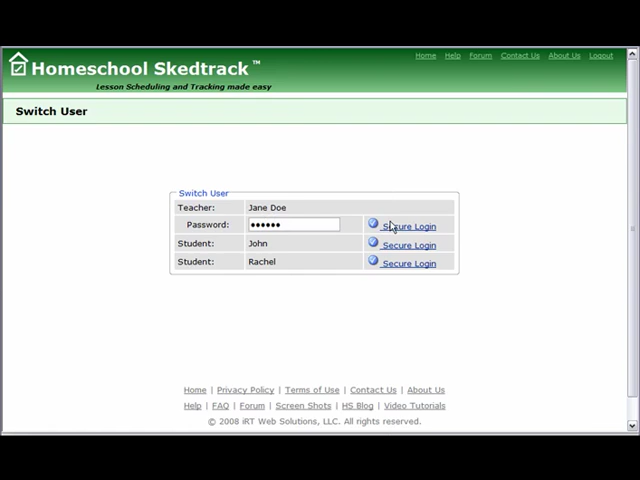 Home Help Forum Contact Us About Us Logout
Homeschool Skedtrack ™
Lesson Scheduling and Tracking made easy
Switch User
Switch User
Teacher: Jane Doe
Password: •••••• Secure Login
Student: John Secure Login
Student: Rachel Secure Login
Home | Privacy Policy | Terms of Use | Contact Us | About Us
Help | FAQ | Forum | Screen Shots | HS Blog | Video Tutorials
© 2008 iRT Web Solutions, LLC. All rights reserved.